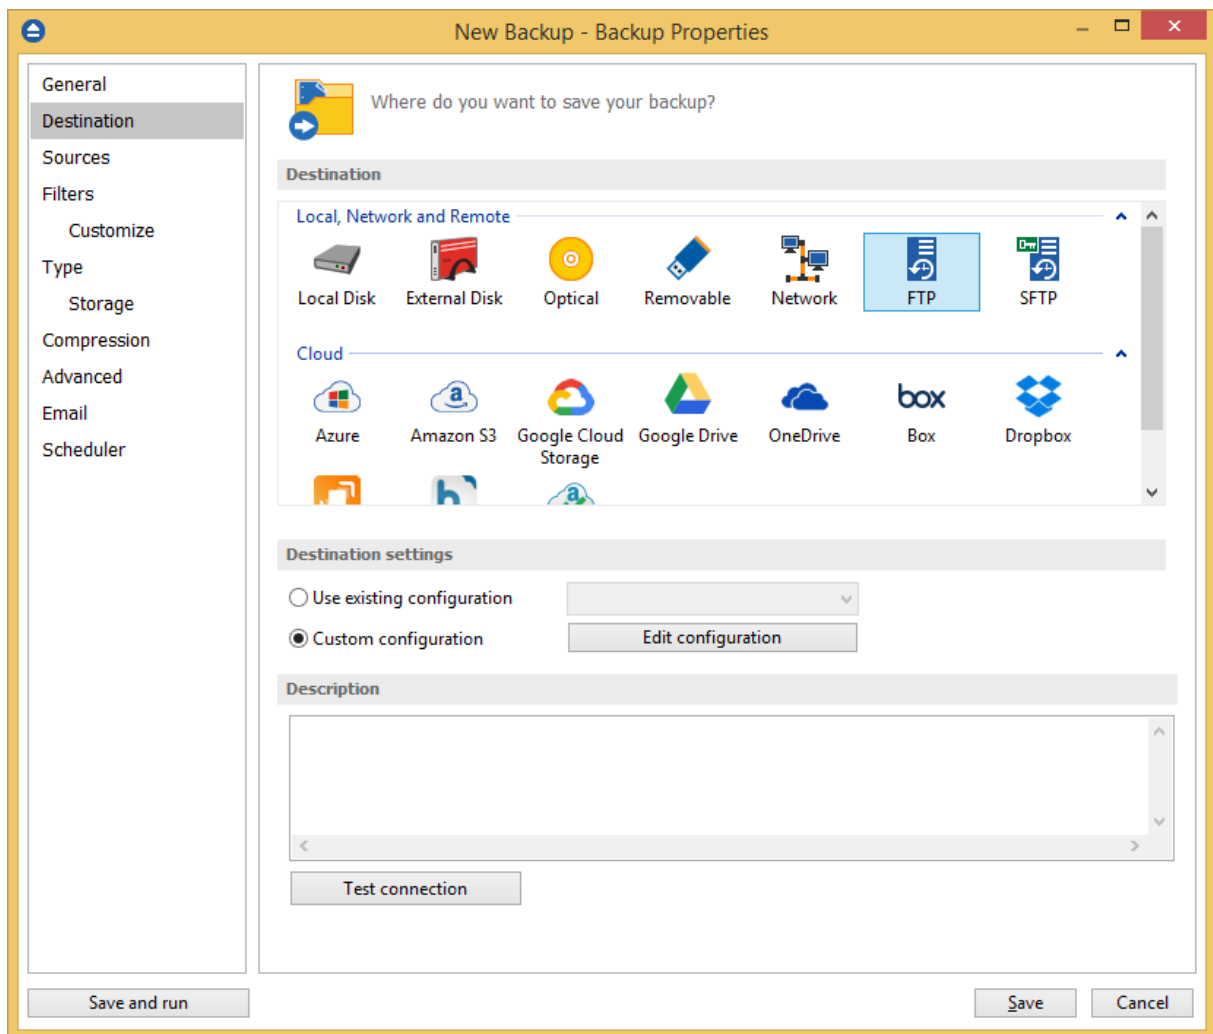 New Backup - Backup Properties
General
Destination
Sources
Filters
Customize
Type
Storage
Compression
Advanced
Email
Scheduler
Where do you want to save your backup?
Destination
Local, Network and Remote
Local Disk External Disk Optical Removable Network FTP SFTP
Cloud
a
box
Azure Amazon S3 Google Cloud Google Drive OneDrive Box Dropbox
Storage
h a
Destination settings
Use existing configuration
Custom configuration Edit configuration
Description
Test connection
Save and run Save Cancel